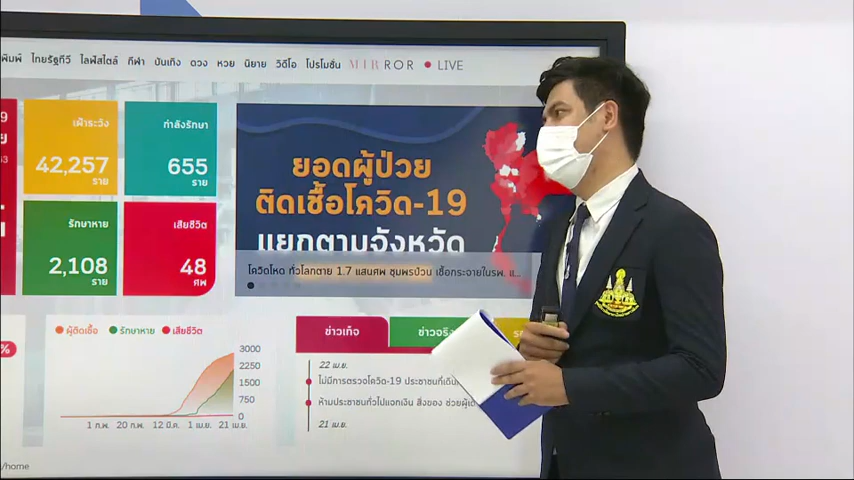 ไทยรัฐทีวี ไลฟ์สไตล์ กีฬา บันเทิง ดวง หวย นิยาย วิดีโอ โปรโมชั่น MIRROR LIVE
เฝ้าระวัง
42,257
ราย
กำลังรักษา
655
ราย
รักษาหาย
2,108
ราย
เสียชีวิต
48
ศพ
ยอดผู้ป่วย
ติดเชื้อโควิด-19
แยกตามจังหวัด
โควิดโหด ทั่วโลกตาย 1.7 แสนศพ ชุมพรป่วน เชื้อกระจายในรพ. แ...
%
ผู้ติดเชื้อ รักษาหาย เสียชีวิต
3000
2250
1500
750
0
1 ก.พ. 20 ก.พ. 12 มี.ค. 1 เม.ย. 21 เม.ย.
ข่าวเท็จ ข่าวจริง
22 เม.ย.
ไม่มีการตรวจโควิด-19 ประชาชนที่เดิน
ห้ามประชาชนทั่วไปแจกเงิน สิ่งของ ช่วยผู้เด
21 เม.ย.
/home